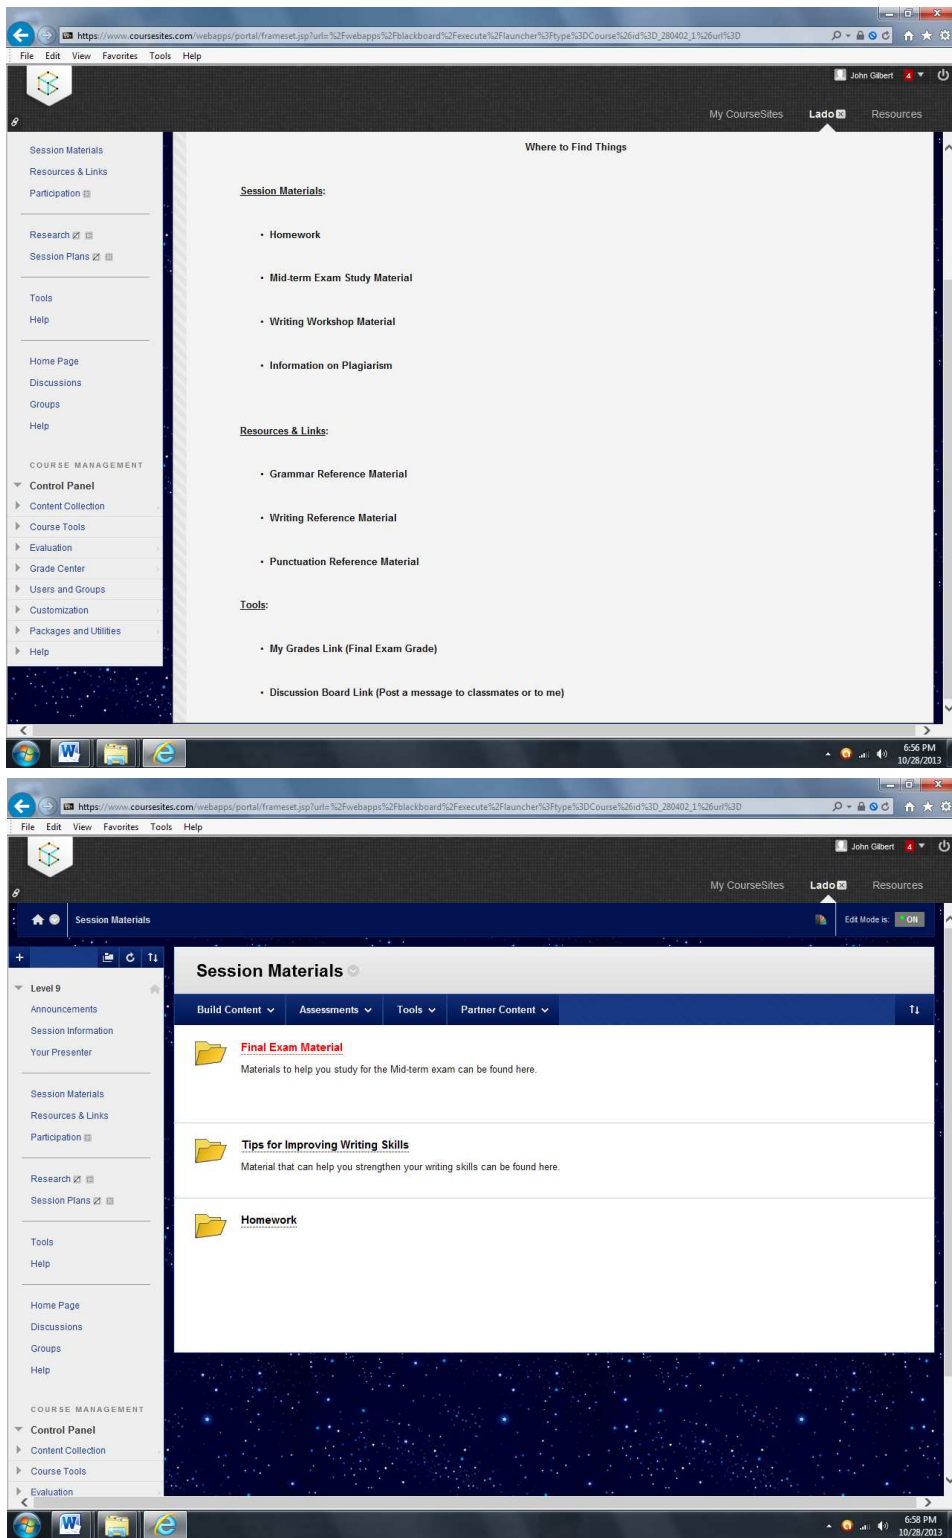 https://www.coursesites.com/webapps/portal/frameset.jsp?url=%2Fwebapps%2Fblackboard%2Fexecute%2Flauncher%3Ftype%3DCourse%26id%3D_280402_1%26url%3D
File Edit View Favorites Tools Help
John Gilbert 4
My CourseSites Lado Resources
Session Materials
Resources & Links
Participation
Research
Session Plans
Tools
Help
Home Page
Discussions
Groups
Help
COURSE MANAGEMENT
Control Panel
Content Collection
Course Tools
Evaluation
Grade Center
Users and Groups
Customization
Packages and Utilities
Help
Where to Find Things
Session Materials:
• Homework
• Mid-term Exam Study Material
• Writing Workshop Material
• Information on Plagiarism
Resources & Links:
• Grammar Reference Material
• Writing Reference Material
• Punctuation Reference Material
Tools:
• My Grades Link (Final Exam Grade)
• Discussion Board Link (Post a message to classmates or to me)
6:56 PM
10/28/2013
https://www.coursesites.com/webapps/portal/frameset.jsp?url=%2Fwebapps%2Fblackboard%2Fexecute%2Flauncher%3Ftype%3DCourse%26id%3D_280402_1%26url%3D
File Edit View Favorites Tools Help
John Gilbert 4
My CourseSites Lado Resources
Session Materials
Edit Mode is: ON
Level 9
Announcements
Session Information
Your Presenter
Session Materials
Resources & Links
Participation
Research
Session Plans
Tools
Help
Home Page
Discussions
Groups
Help
COURSE MANAGEMENT
Control Panel
Content Collection
Course Tools
Evaluation
Session Materials
Build Content Assessments Tools Partner Content
Final Exam Material
Materials to help you study for the Mid-term exam can be found here.
Tips for Improving Writing Skills
Material that can help you strengthen your writing skills can be found here.
Homework
6:58 PM
10/28/2013